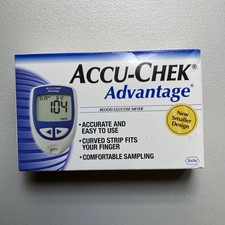 ACCU-CHEK®
Advantage®
BLOOD GLUCOSE METER
New
Smaller
Design
104
•ACCURATE AND
EASY TO USE
•CURVED STRIP FITS
YOUR FINGER
•COMFORTABLE SAMPLING
Roche